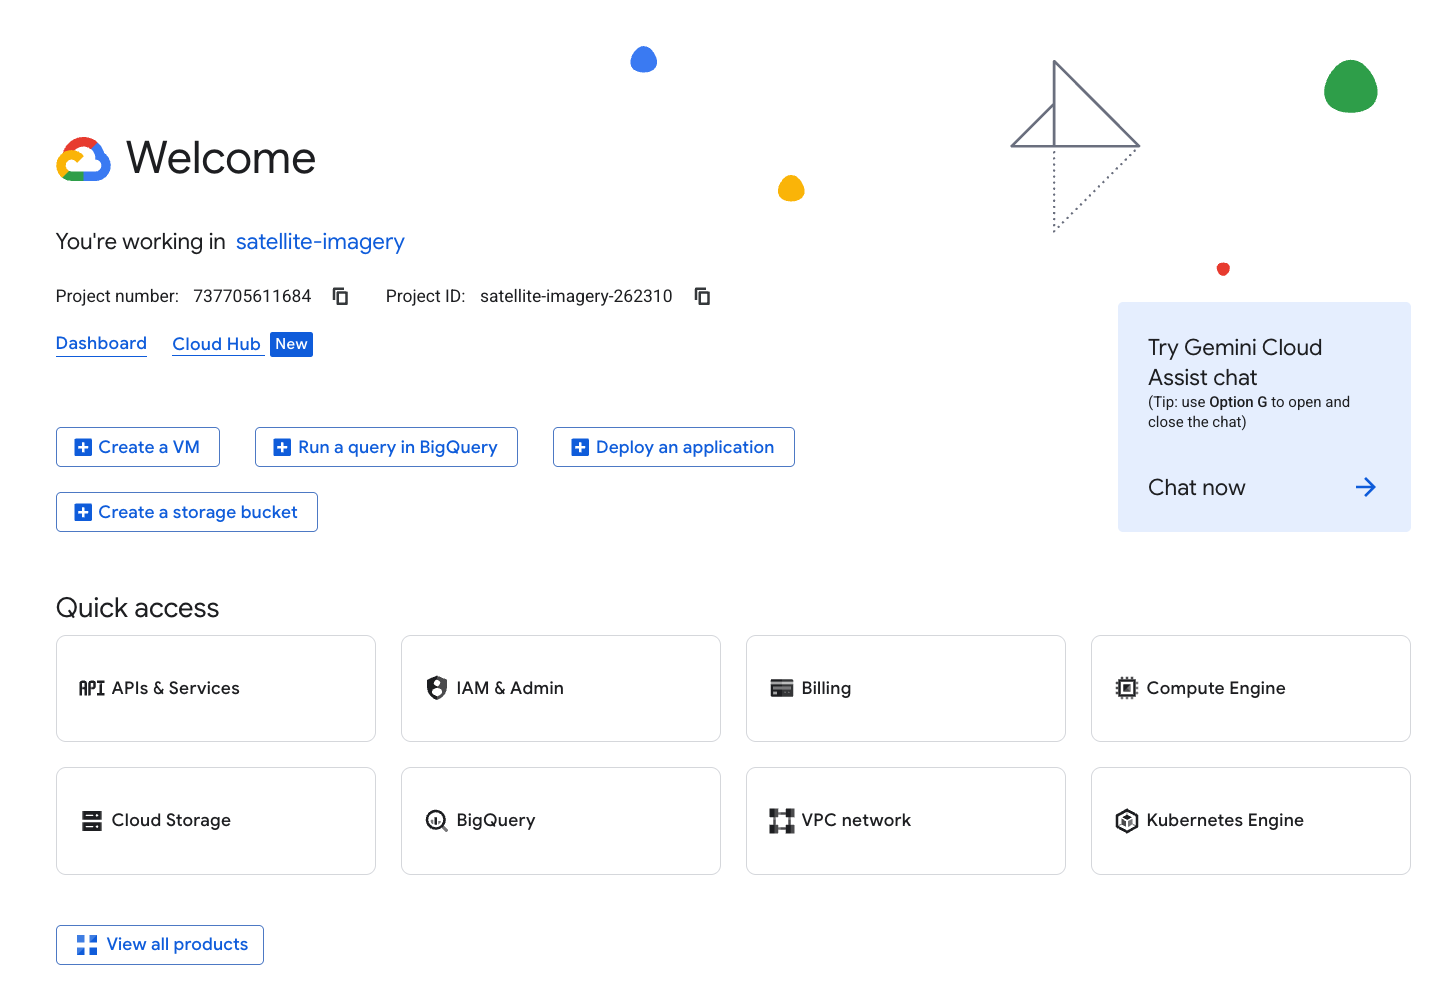 Welcome
You're working in satellite-imagery
Project number: 737705611684 Project ID: satellite-imagery-262310
Dashboard Cloud Hub New
Try Gemini Cloud
Assist chat
(Tip: use Option G to open and
close the chat)
Chat now
Create a VM Run a query in BigQuery Deploy an application
Create a storage bucket
Quick access
API APIs & Services IAM & Admin Billing Compute Engine
Cloud Storage BigQuery VPC network Kubernetes Engine
View all products